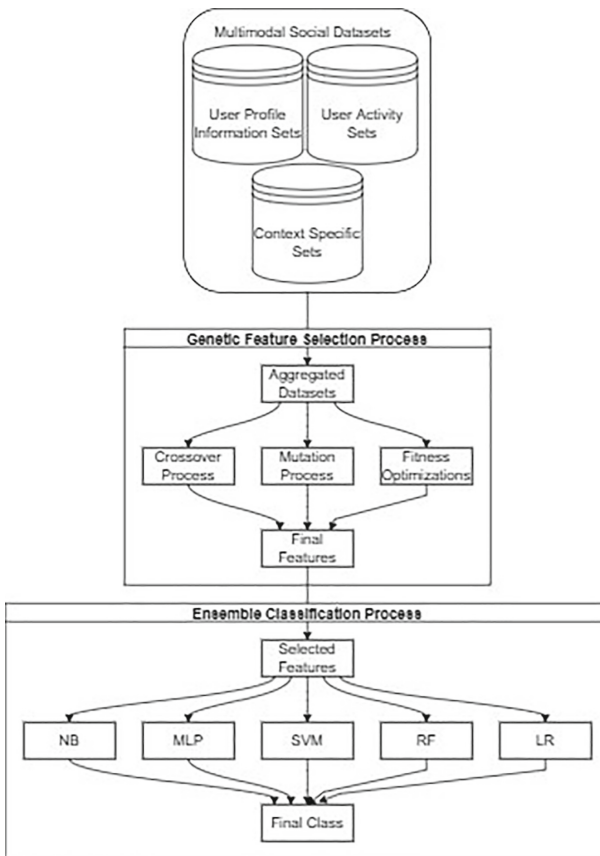 Multimodal Social Datasets
User Profile
Information Sets
User Activity
Sets
Context Specific
Sets
Genetic Feature Selection Process
Aggregated
Datasets
Crossover
Process
Mutation
Process
Fitness
Optimizations
Final
Features
Ensemble Classification Process
Selected
Features
NB
MLP
SVM
RF
LR
Final Class